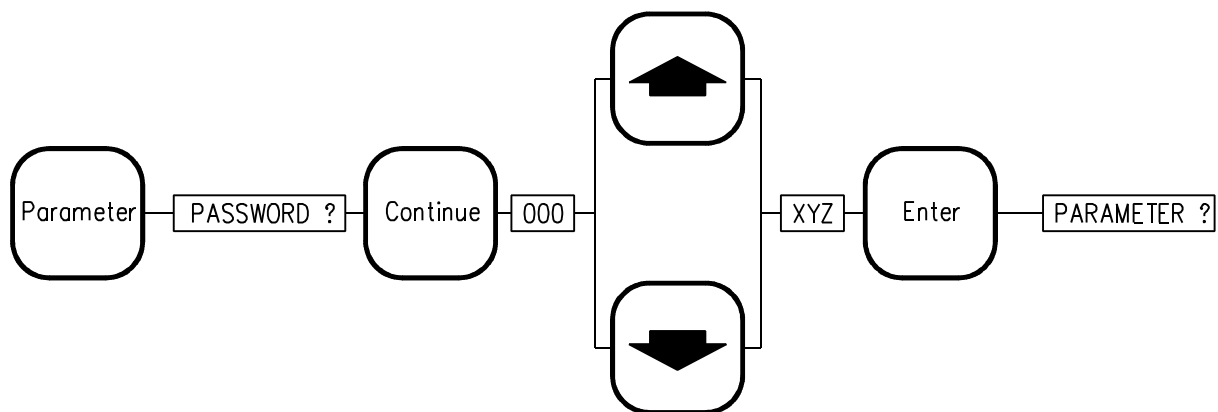 Parameter
PASSWORD ?
Continue
000
XYZ
Enter
PARAMETER ?